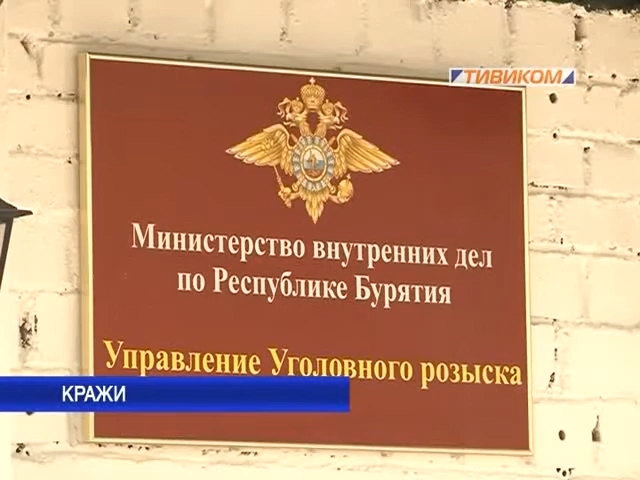 ТИВИКОМ
Министерство внутренних дел
по Республике Бурятия
Управление Уголовного розыска
КРАЖИ